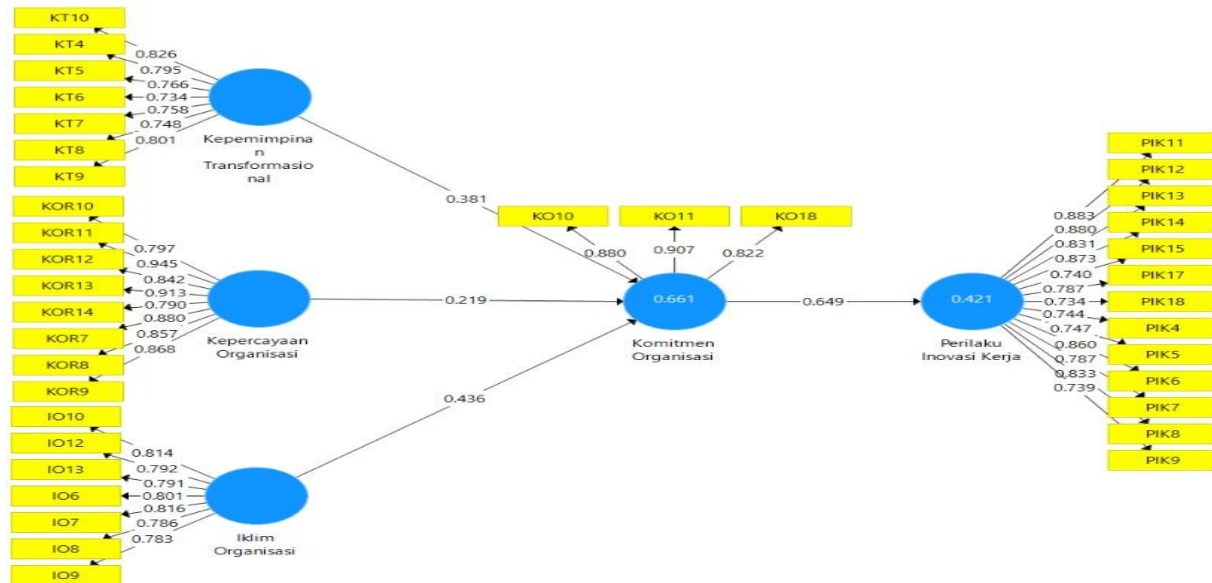 KT10
KT4
KT5
KT6
KT7
KT8
KT9
0.826
0.795
0.766
0.734
0.758
0.748
0.801
Kepemimpina
n
Transformasio
nal
KOR10
KOR11
KOR12
KOR13
KOR14
KOR7
KOR8
KOR9
0.797
0.945
0.842
0.913
0.790
0.880
0.857
0.868
Kepercayaan
Organisasi
IO10
IO12
IO13
IO6
IO7
IO8
IO9
0.814
0.792
0.791
0.801
0.816
0.786
0.783
Iklim
Organisasi
0.381
0.219
0.436
KO10
KO11
KO18
0.880
0.907
0.822
0.661
Komitmen
Organisasi
0.649
0.421
Perilaku
Inovasi Kerja
0.883
0.880
0.831
0.873
0.740
0.787
0.734
0.744
0.747
0.860
0.787
0.833
0.739
PIK11
PIK12
PIK13
PIK14
PIK15
PIK17
PIK18
PIK4
PIK5
PIK6
PIK7
PIK8
PIK9